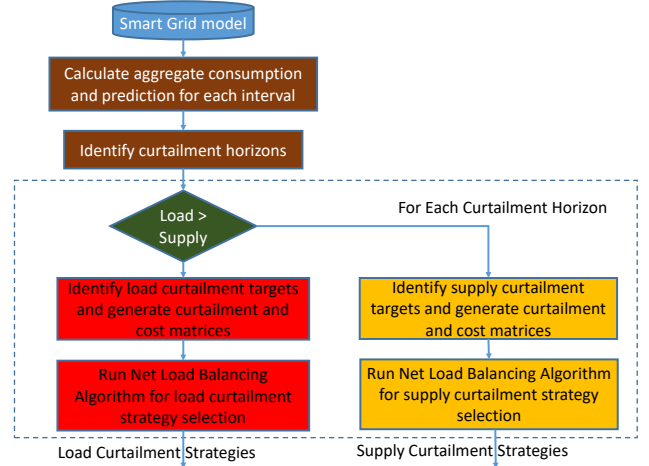 Smart Grid model
Calculate aggregate consumption
and prediction for each interval
Identify curtailment horizons
Load >
Supply
For Each Curtailment Horizon
Identify load curtailment targets
and generate curtailment and
cost matrices
Identify supply curtailment
targets and generate curtailment
and cost matrices
Run Net Load Balancing
Algorithm for load curtailment
strategy selection
Run Net Load Balancing Algorithm
for supply curtailment strategy
selection
Load Curtailment Strategies
Supply Curtailment Strategies